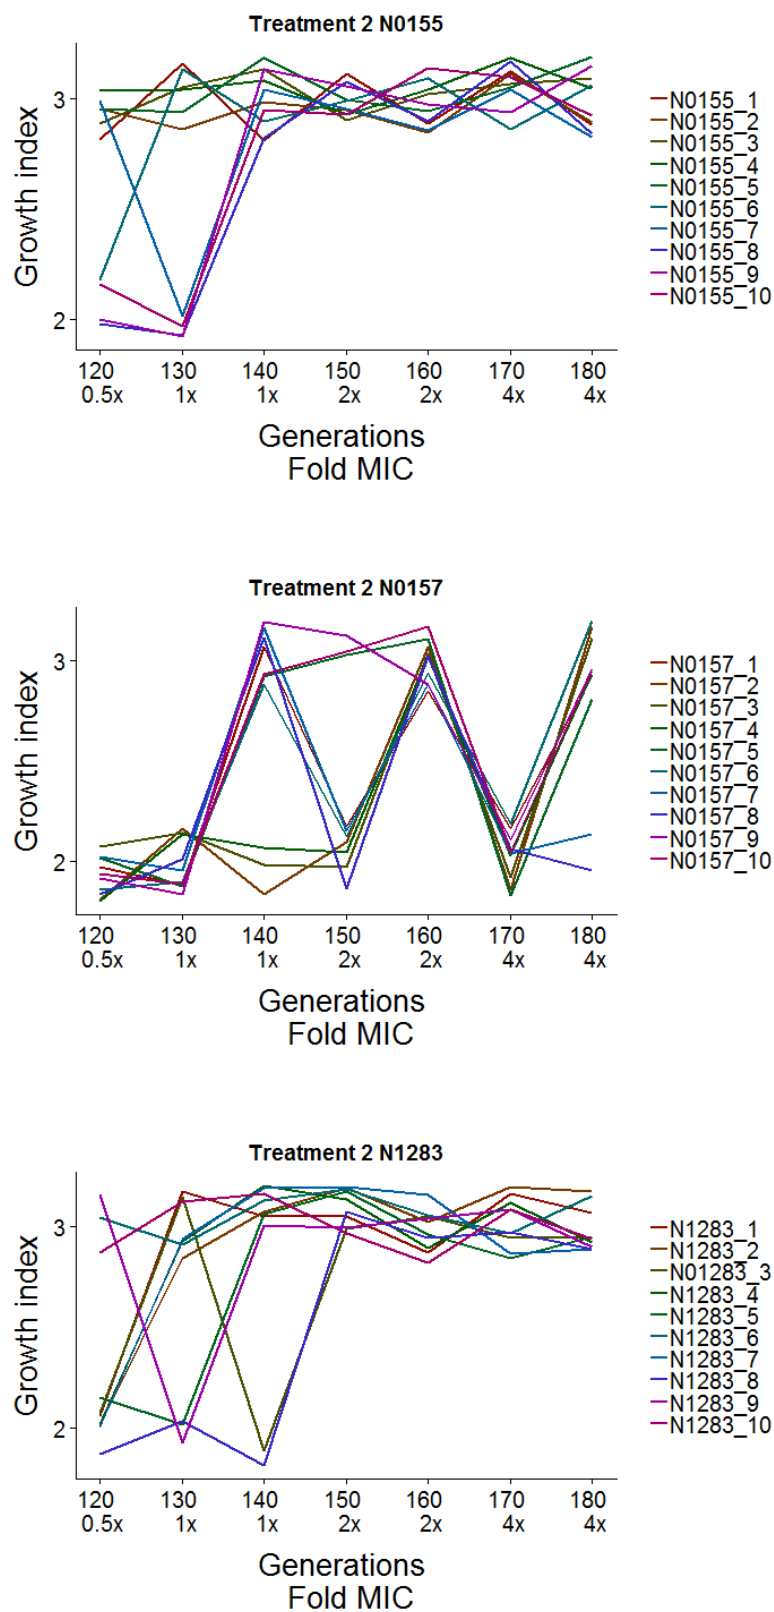 Treatment 2 N0155
Growth index
3
2
120 130 140 150 160 170 180
0.5x 1x 1x 2x 2x 4x 4x
Generations
Fold MIC
N0155_1
N0155_2
N0155_3
N0155_4
N0155_5
N0155_6
N0155_7
N0155_8
N0155_9
N0155_10
Treatment 2 N0157
Growth index
3
2
120 130 140 150 160 170 180
0.5x 1x 1x 2x 2x 4x 4x
Generations
Fold MIC
N0157_1
N0157_2
N0157_3
N0157_4
N0157_5
N0157_6
N0157_7
N0157_8
N0157_9
N0157_10
Treatment 2 N1283
Growth index
3
2
120 130 140 150 160 170 180
0.5x 1x 1x 2x 2x 4x 4x
Generations
Fold MIC
N1283_1
N1283_2
N01283_3
N1283_4
N1283_5
N1283_6
N1283_7
N1283_8
N1283_9
N1283_10